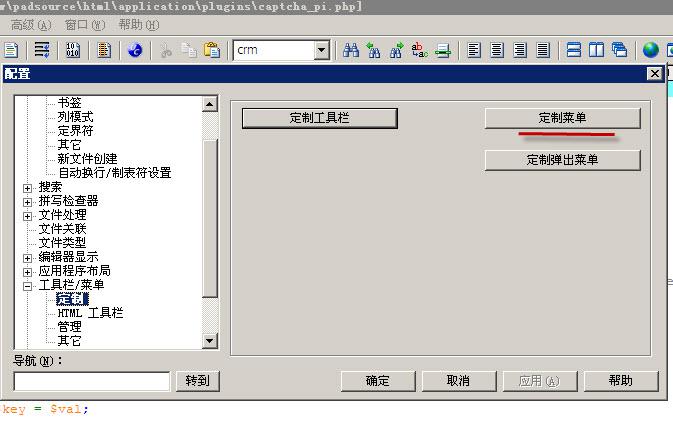 w\padsource\html\application\plugins\captcha_pi.php]
高级(A) 窗口(W) 帮助(H)
crm
配置
书签
列模式
定界符
其它
新文件创建
自动换行/制表符设置
搜索
拼写检查器
文件处理
文件关联
文件类型
编辑器显示
应用程序布局
工具栏/菜单
定制
HTML 工具栏
管理
其它
定制工具栏
定制菜单
定制弹出菜单
导航(N):
转到
确定 取消 应用(A) 帮助
key = $val;